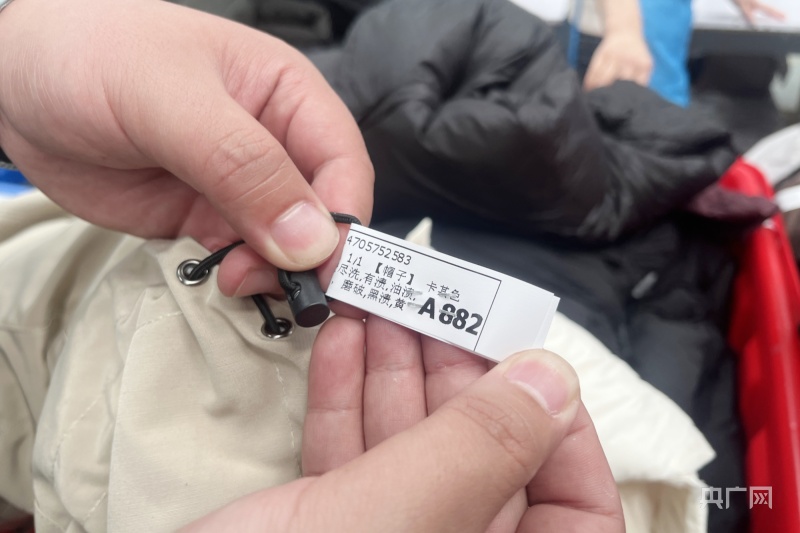 4705752583
1/1 【帽子】 卡其色
尽洗,有渍,油渍,
磨破,黑渍,黄
A882
央广网